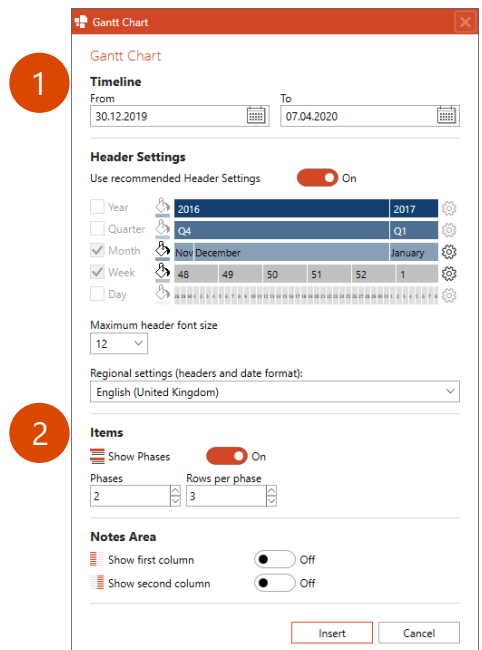 Gantt Chart
Gantt Chart
1
Timeline
From To
30.12.2019 07.04.2020
Header Settings
Use recommended Header Settings On
Year 2016 2017
Quarter Q4 Q1
Month Nov December January
Week 48 49 50 51 52 1
Day
Maximum header font size
12
Regional settings (headers and date format):
English (United Kingdom)
2
Items
Show Phases On
Phases Rows per phase
2 3
Notes Area
Show first column Off
Show second column Off
Insert Cancel